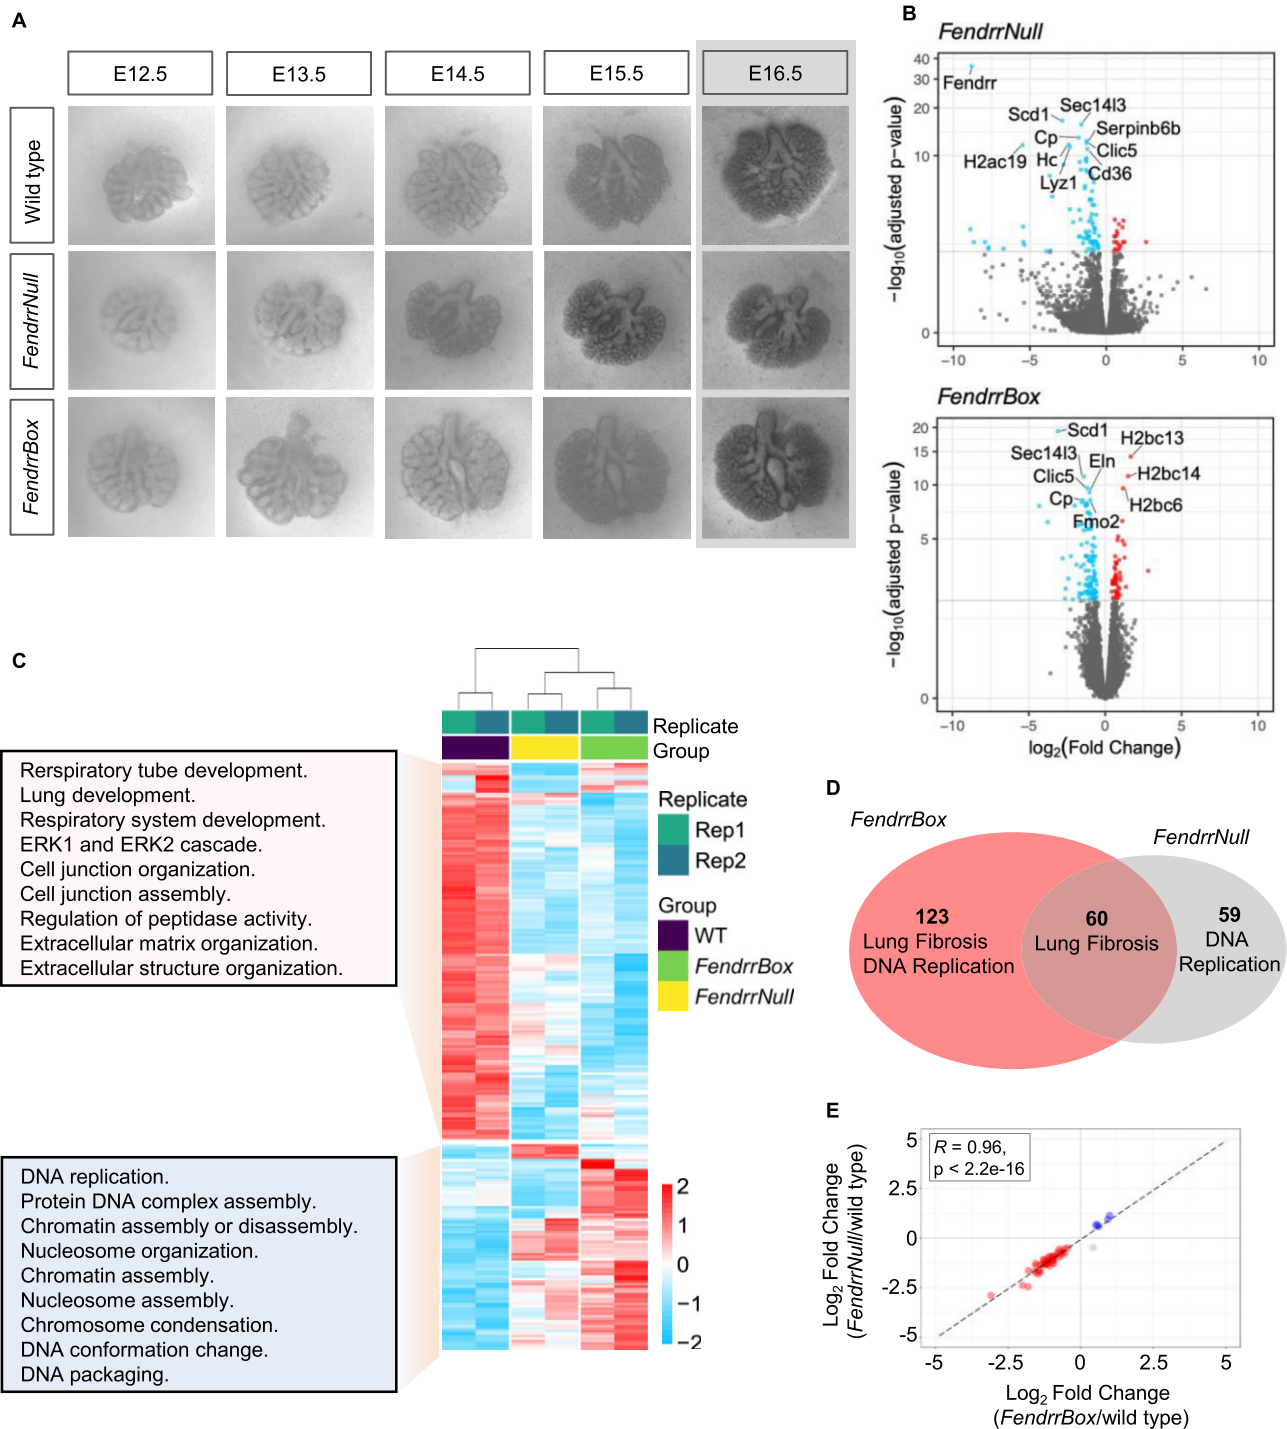 A
E12.5
E13.5
E14.5
E15.5
E16.5
Wild type
FendrrNull
FendrrBox
B
FendrrNull
−log10(adjusted p−value)
40
30
20
10
0
Fendrr
Scd1
Sec14l3
Cp
Serpinb6b
H2ac19
Hc
Clic5
Lyz1
Cd36
−10
−5
0
5
10
FendrrBox
−log10(adjusted p−value)
20
15
10
5
0
Scd1
H2bc13
Sec14l3
Eln
H2bc14
Clic5
Cp
H2bc6
Fmo2
−10
−5
0
5
10
log2(Fold Change)
C
Replicate
Group
Rerspiratory tube development.
Lung development.
Respiratory system development.
ERK1 and ERK2 cascade.
Cell junction organization.
Cell junction assembly.
Regulation of peptidase activity.
Extracellular matrix organization.
Extracellular structure organization.
DNA replication.
Protein DNA complex assembly.
Chromatin assembly or disassembly.
Nucleosome organization.
Chromatin assembly.
Nucleosome assembly.
Chromosome condensation.
DNA conformation change.
DNA packaging.
Replicate
Rep1
Rep2
Group
WT
FendrrBox
FendrrNull
2
1
0
−1
−2
D
FendrrBox
FendrrNull
123
Lung Fibrosis
DNA Replication
60
Lung Fibrosis
59
DNA
Replication
E
R = 0.96,
p < 2.2e-16
Log2 Fold Change
(FendrrNull/wild type)
5
2.5
0
-2.5
-5
-5
-2.5
0
2.5
5
Log2 Fold Change
(FendrrBox/wild type)